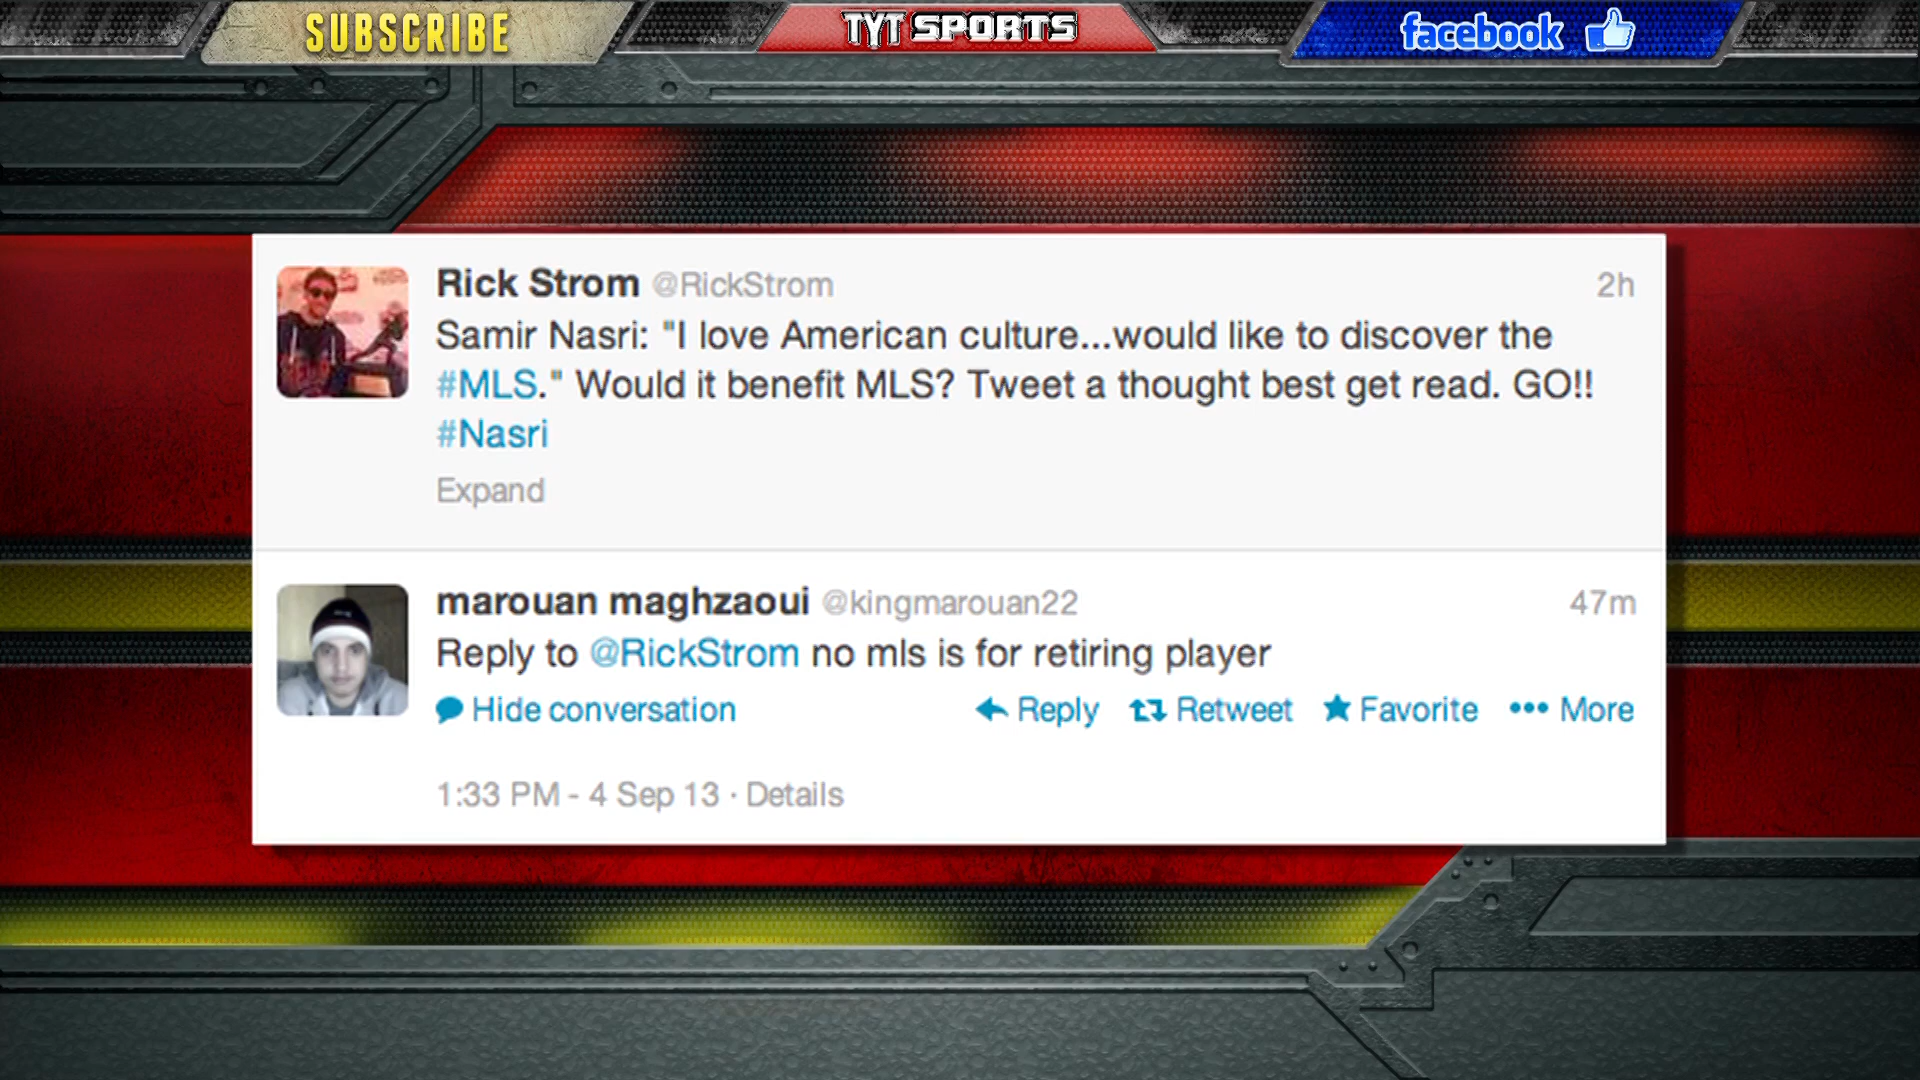 SUBSCRIBE
TYT SPORTS
facebook
Rick Strom @RickStrom 2h
Samir Nasri: "I love American culture...would like to discover the
#MLS." Would it benefit MLS? Tweet a thought best get read. GO!!
#Nasri
Expand
marouan maghzaoui @kingmarouan22 47m
Reply to @RickStrom no mls is for retiring player
Hide conversation Reply Retweet Favorite More
1:33 PM - 4 Sep 13 · Details